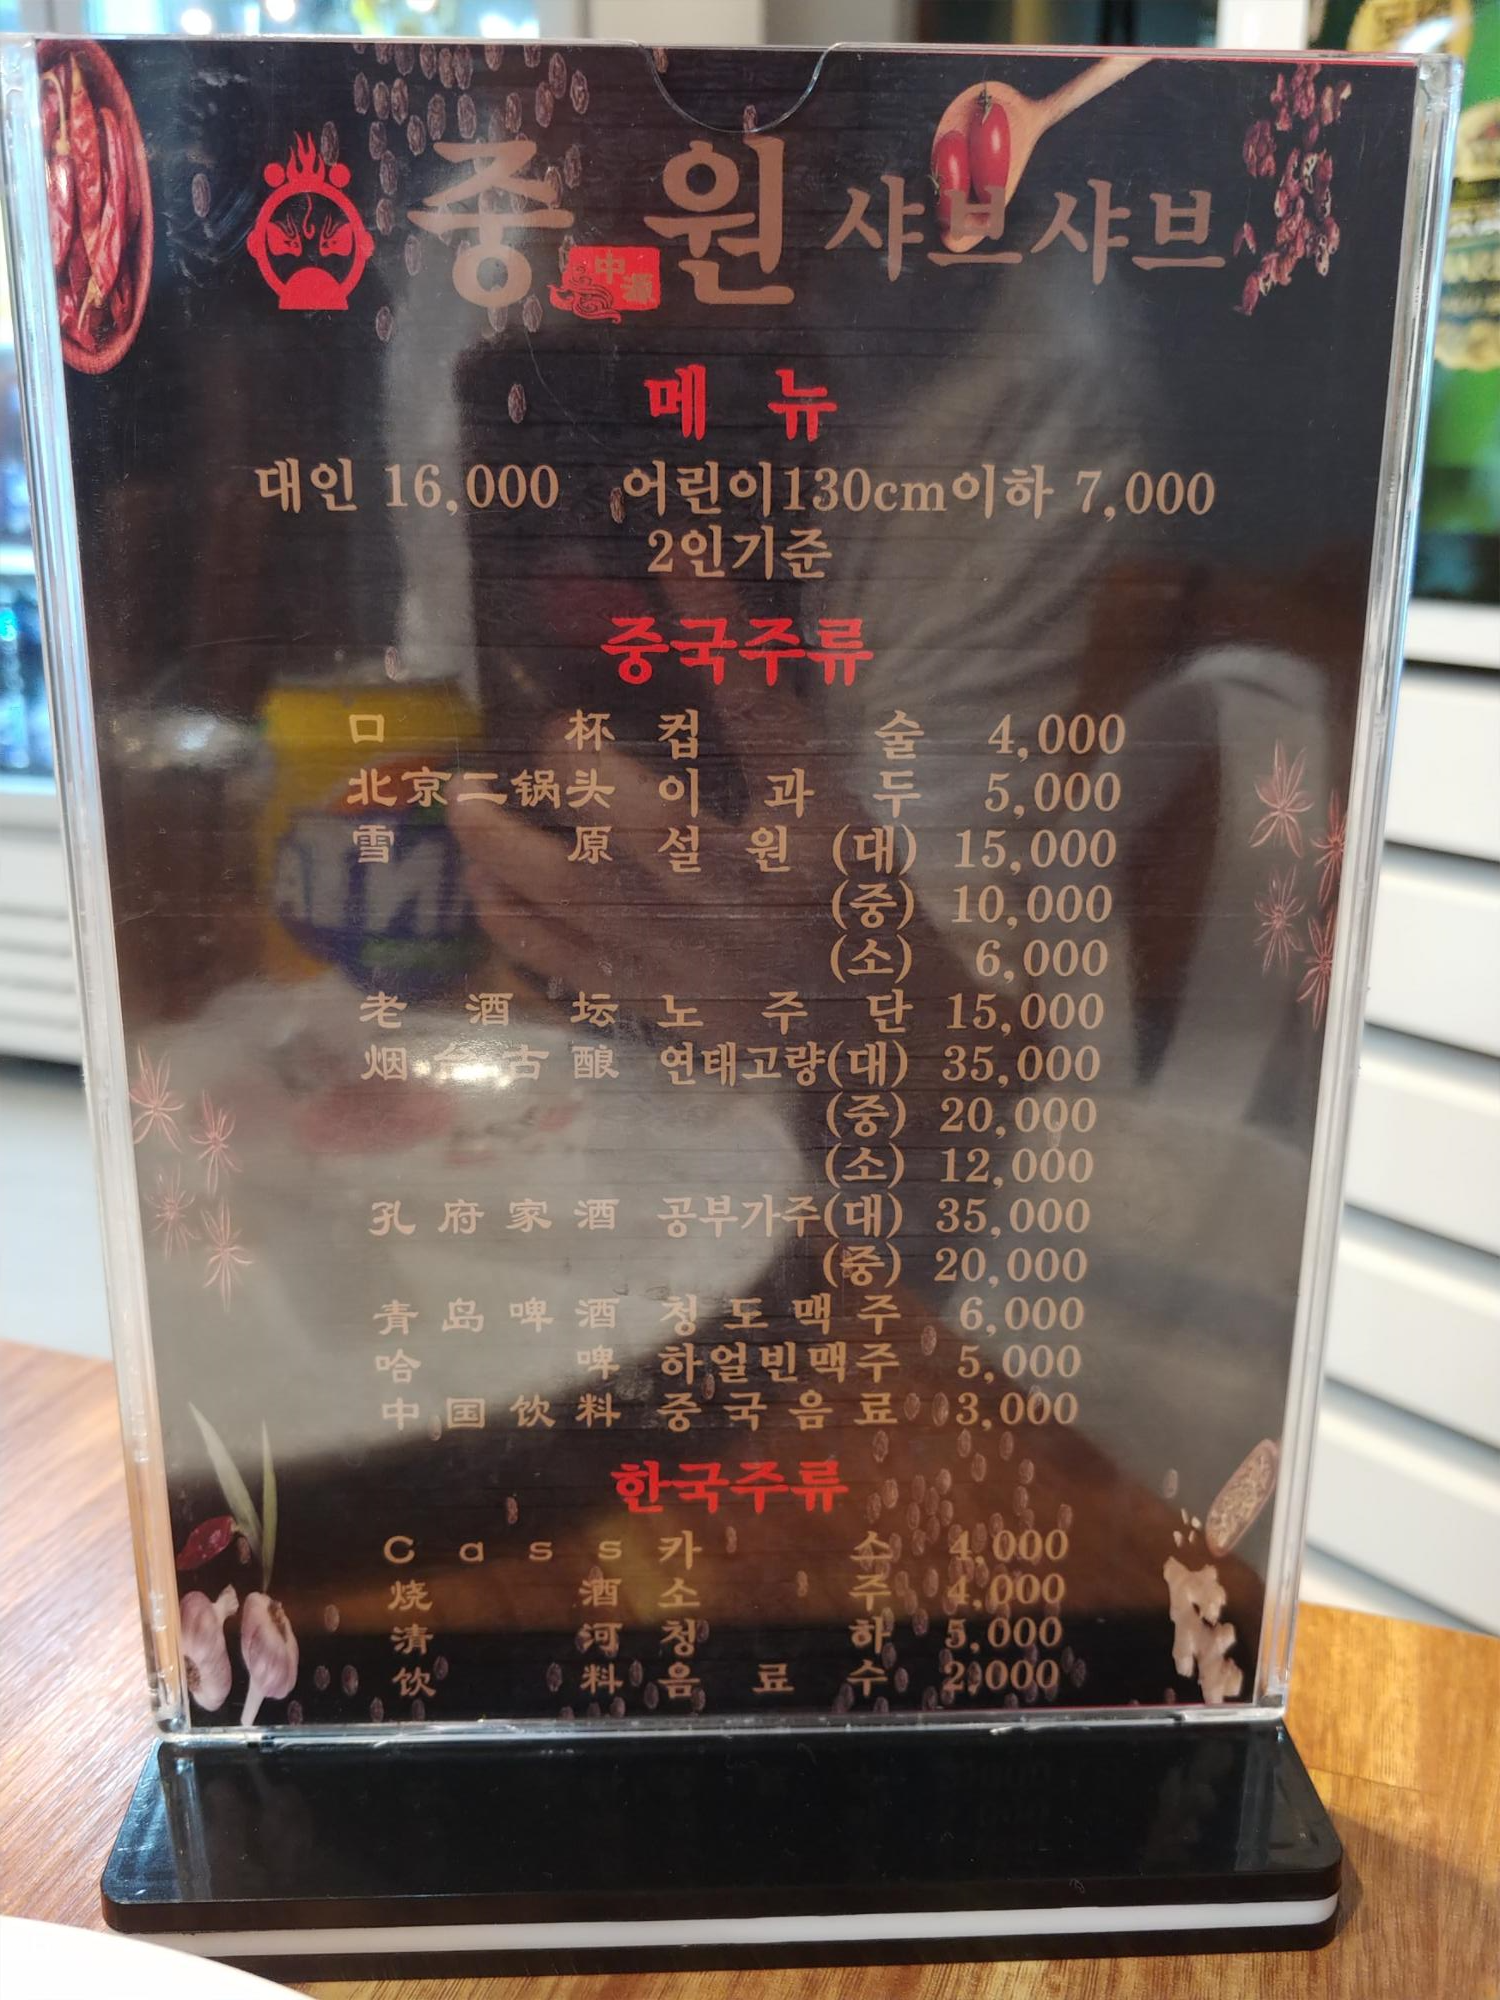 중원 샤브샤브
中源
메 뉴
대인 16,000 어린이130cm이하 7,000
2인기준
중국주류
口杯 컵술 4,000
北京二锅头 이과두 5,000
雪原 설원 (대) 15,000
(중) 10,000
(소) 6,000
老酒坛 노주단 15,000
烟台古酿 연태고량(대) 35,000
(중) 20,000
(소) 12,000
孔府家酒 공부가주(대) 35,000
(중) 20,000
青岛啤酒 청도맥주 6,000
哈啤 하얼빈맥주 5,000
中国饮料 중국음료 3,000
한국주류
Cass 카스 4,000
烧酒 소주 4,000
清河 청하 5,000
饮料 음료수 2,000